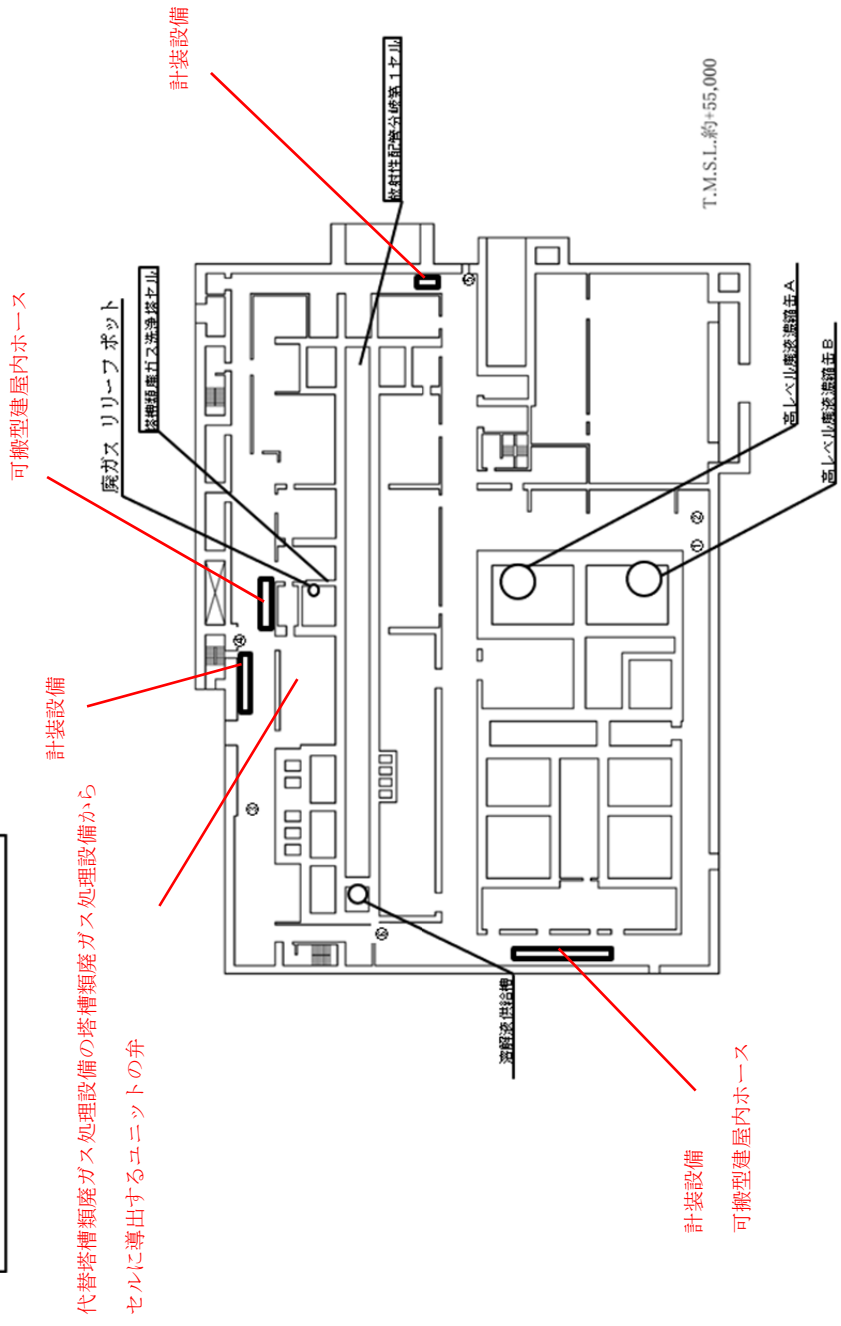 可搬型建屋内ホース
計装設備
代替塔槽類廃ガス処理設備の塔槽類廃ガス処理設備から
セルに導出するユニットの弁
廃ガス リリーフ ポット
塔槽類廃ガス洗浄塔セル
計装設備
放射性配管分岐第1セル
④
③
⑤
⑥
溶解液供給槽
①
②
計装設備
可搬型建屋内ホース
T.M.S.L.約+55,000
高レベル廃液濃縮缶A
高レベル廃液濃縮缶B